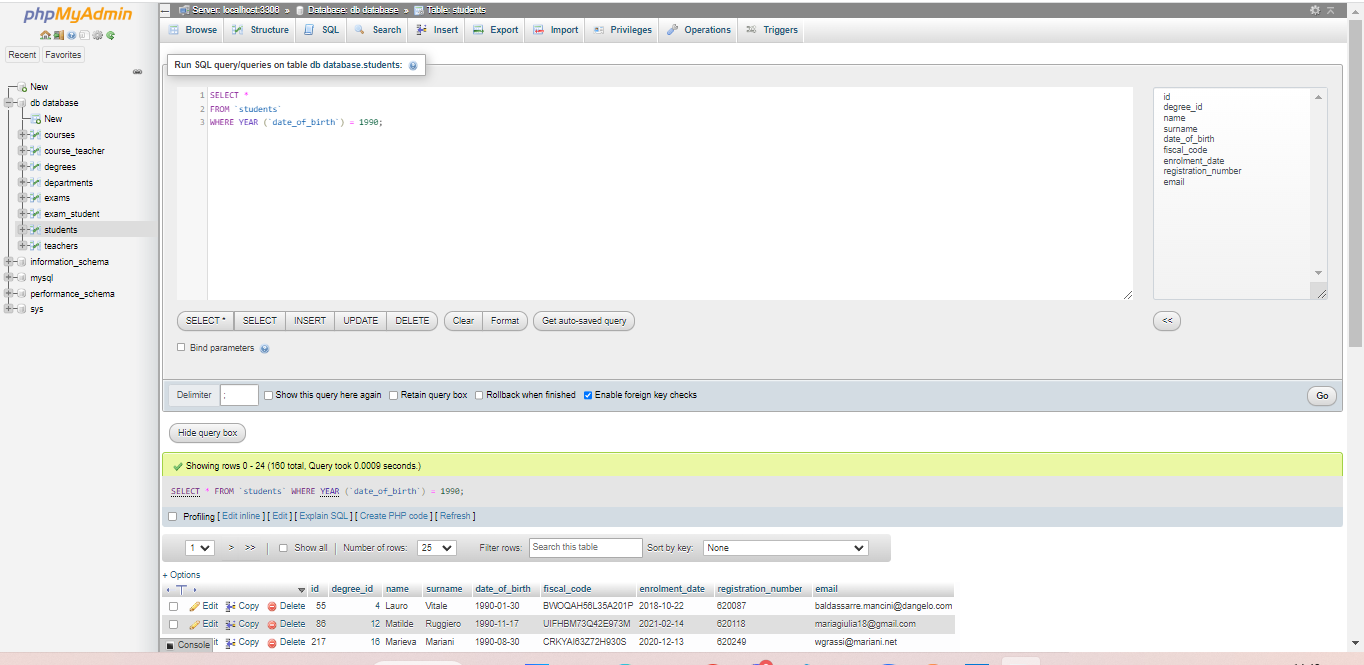 phpMyAdmin
Server: localhost:3306 » Database: db database » Table: students
Browse Structure SQL Search Insert Export Import Privileges Operations Triggers
Recent Favorites
New
db database
New
courses
course_teacher
degrees
departments
exams
exam_student
students
teachers
information_schema
mysql
performance_schema
sys
Run SQL query/queries on table db database.students:
1 SELECT *
2 FROM `students`
3 WHERE YEAR (`date_of_birth`) = 1990;
id
degree_id
name
surname
date_of_birth
fiscal_code
enrolment_date
registration_number
email
SELECT * SELECT INSERT UPDATE DELETE Clear Format Get auto-saved query <<
Bind parameters
Delimiter ; Show this query here again Retain query box Rollback when finished Enable foreign key checks Go
Hide query box
Showing rows 0 - 24 (160 total, Query took 0.0009 seconds.)
SELECT * FROM `students` WHERE YEAR (`date_of_birth`) = 1990;
Profiling [ Edit inline ] [ Edit ] [ Explain SQL ] [ Create PHP code ] [ Refresh ]
1 > >> Show all Number of rows: 25 Filter rows: Search this table Sort by key: None
+ Options
id degree_id name surname date_of_birth fiscal_code enrolment_date registration_number email
Edit Copy Delete 55 4 Lauro Vitale 1990-01-30 BWOQAH56L35A201P 2018-10-22 620087 baldassarre.mancini@dangelo.com
Edit Copy Delete 86 12 Matilde Ruggiero 1990-11-17 UIFHBM73Q42E973M 2021-02-14 620118 mariagiulia18@gmail.com
Copy Delete 217 16 Marieva Mariani 1990-08-30 CRKYAI63Z72H930S 2020-12-13 620249 wgrassi@mariani.net
Console